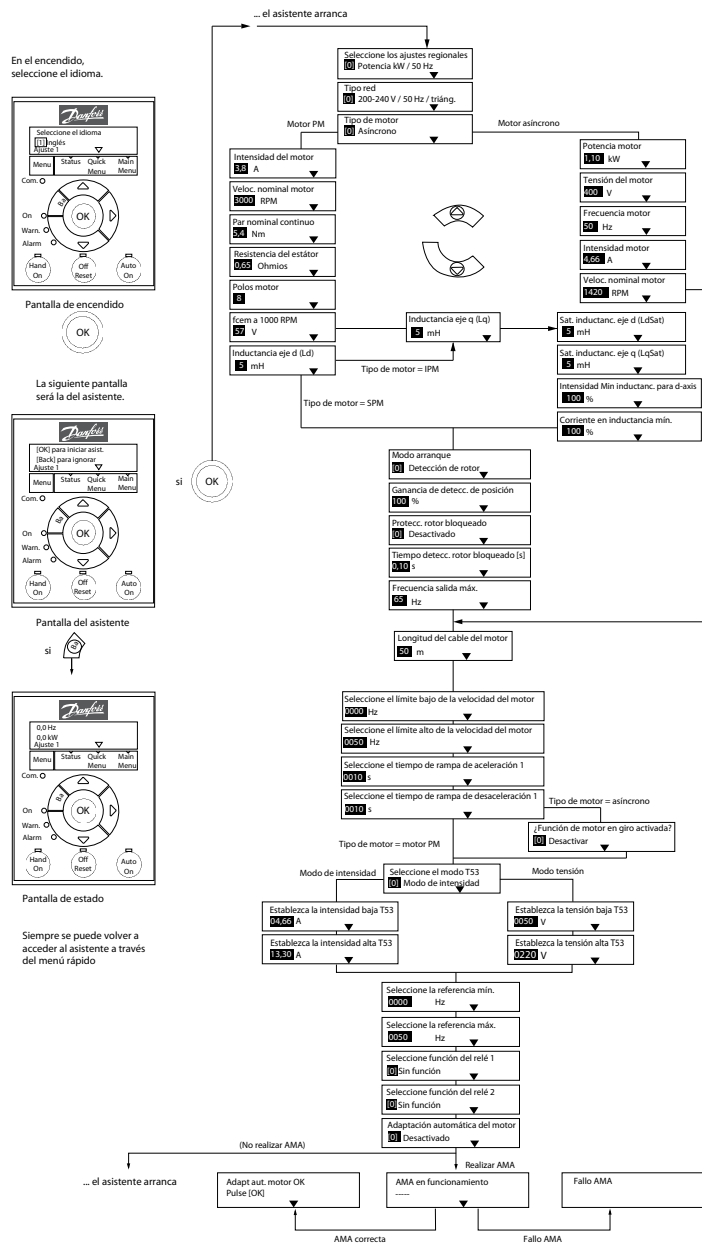 ... el asistente arranca
En el encendido,
seleccione el idioma.
Danfoss
Seleccione el idioma
[1] Inglés
Ajuste 1
Menu
Status
Quick
Menu
Main
Menu
Com.
Ba
OK
On
Warn.
Alarm
Hand
On
Off
Reset
Auto
On
Pantalla de encendido
OK
La siguiente pantalla
será la del asistente.
Danfoss
[OK] para iniciar asist.
[Back] para ignorar
Ajuste 1
Menu
Status
Quick
Menu
Main
Menu
Com.
Ba
OK
On
Warn.
Alarm
Hand
On
Off
Reset
Auto
On
Pantalla del asistente
si
Ba
Danfoss
0,0 Hz
0,0 kW
Ajuste 1
Menu
Status
Quick
Menu
Main
Menu
Com.
Ba
OK
On
Warn.
Alarm
Hand
On
Off
Reset
Auto
On
Pantalla de estado
Siempre se puede volver a
acceder al asistente a través
del menú rápido
si
OK
Seleccione los ajustes regionales
[0] Potencia kW / 50 Hz
Tipo red
[0] 200-240 V / 50 Hz / triáng.
Tipo de motor
[0] Asíncrono
Motor PM
Motor asíncrono
Intensidad del motor
3,8 A
Veloc. nominal motor
3000 RPM
Par nominal continuo
5,4 Nm
Resistencia del estátor
0,65 Ohmios
Polos motor
8
fcem a 1000 RPM
57 V
Inductancia eje d (Ld)
5 mH
Potencia motor
1,10 kW
Tensión del motor
400 V
Frecuencia motor
50 Hz
Intensidad motor
4,66 A
Veloc. nominal motor
1420 RPM
Inductancia eje q (Lq)
5 mH
Tipo de motor = IPM
Sat. inductanc. eje d (LdSat)
5 mH
Sat. inductanc. eje q (LqSat)
5 mH
Intensidad Min inductanc. para d-axis
100 %
Corriente en inductancia mín.
100 %
Tipo de motor = SPM
Modo arranque
[0] Detección de rotor
Ganancia de detecc. de posición
100 %
Protecc. rotor bloqueado
[0] Desactivado
Tiempo detecc. rotor bloqueado [s]
0,10 s
Frecuencia salida máx.
65 Hz
Longitud del cable del motor
50 m
Seleccione el límite bajo de la velocidad del motor
0000 Hz
Seleccione el límite alto de la velocidad del motor
0050 Hz
Seleccione el tiempo de rampa de aceleración 1
0010 s
Seleccione el tiempo de rampa de desaceleración 1
0010 s
Tipo de motor = asíncrono
¿Función de motor en giro activada?
[0] Desactivar
Tipo de motor = motor PM
Modo de intensidad
Seleccione el modo T53
[0] Modo de intensidad
Modo tensión
Establezca la intensidad baja T53
04,66 A
Establezca la intensidad alta T53
13,30 A
Establezca la tensión baja T53
0050 V
Establezca la tensión alta T53
0220 V
Seleccione la referencia mín.
0000 Hz
Seleccione la referencia máx.
0050 Hz
Seleccione función del relé 1
[0] Sin función
Seleccione función del relé 2
[0] Sin función
Adaptación automática del motor
[0] Desactivado
(No realizar AMA)
Realizar AMA
... el asistente arranca
Adapt aut. motor OK
Pulse [OK]
AMA en funcionamiento
-----
Fallo AMA
AMA correcta
Fallo AMA